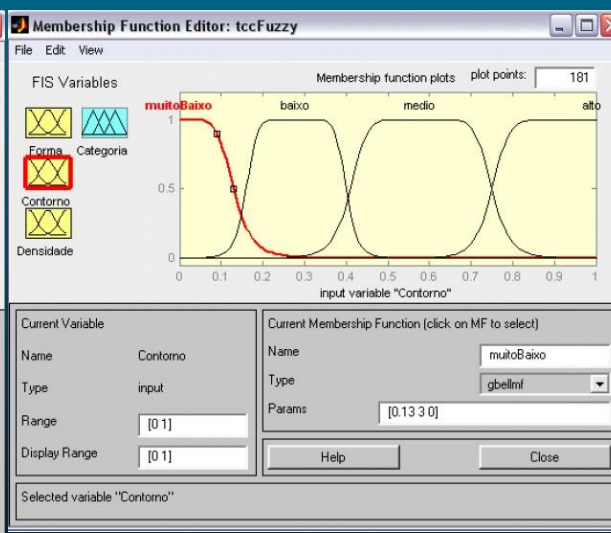 Membership Function Editor: tccFuzzy
File Edit View
FIS Variables
Forma Categoria
Contorno
Densidade
Membership function plots plot points: 181
muitoBaixo baixo medio alto
1
0.5
0
0 0.1 0.2 0.3 0.4 0.5 0.6 0.7 0.8 0.9 1
input variable "Contorno"
Current Variable
Name Contorno
Type input
Range [0 1]
Display Range [0 1]
Current Membership Function (click on MF to select)
Name muitoBaixo
Type gbellmf
Params [0.13 3 0]
Help Close
Selected variable "Contorno"